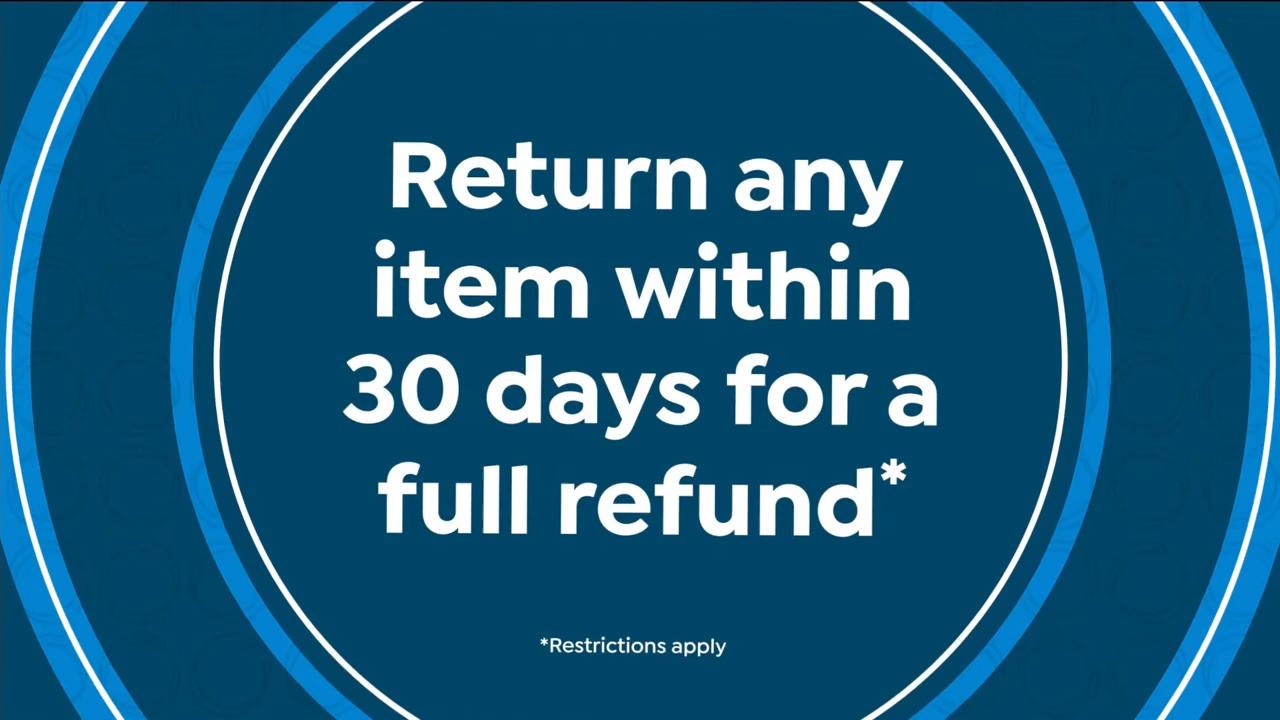 Return any
item within
30 days for a
full refund*
*Restrictions apply